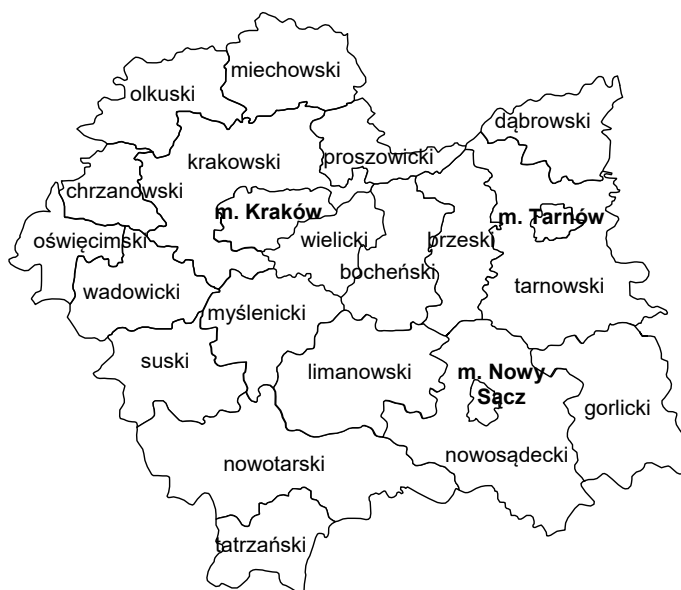 miechowski
olkuski
dąbrowski
krakowski
proszowicki
chrzanowski
m. Kraków
m. Tarnów
oświęcimski
wielicki
brzeski
bocheński
wadowicki
tarnowski
myślenicki
suski
limanowski
m. Nowy
Sącz
gorlicki
nowotarski
nowosądecki
tatrzański